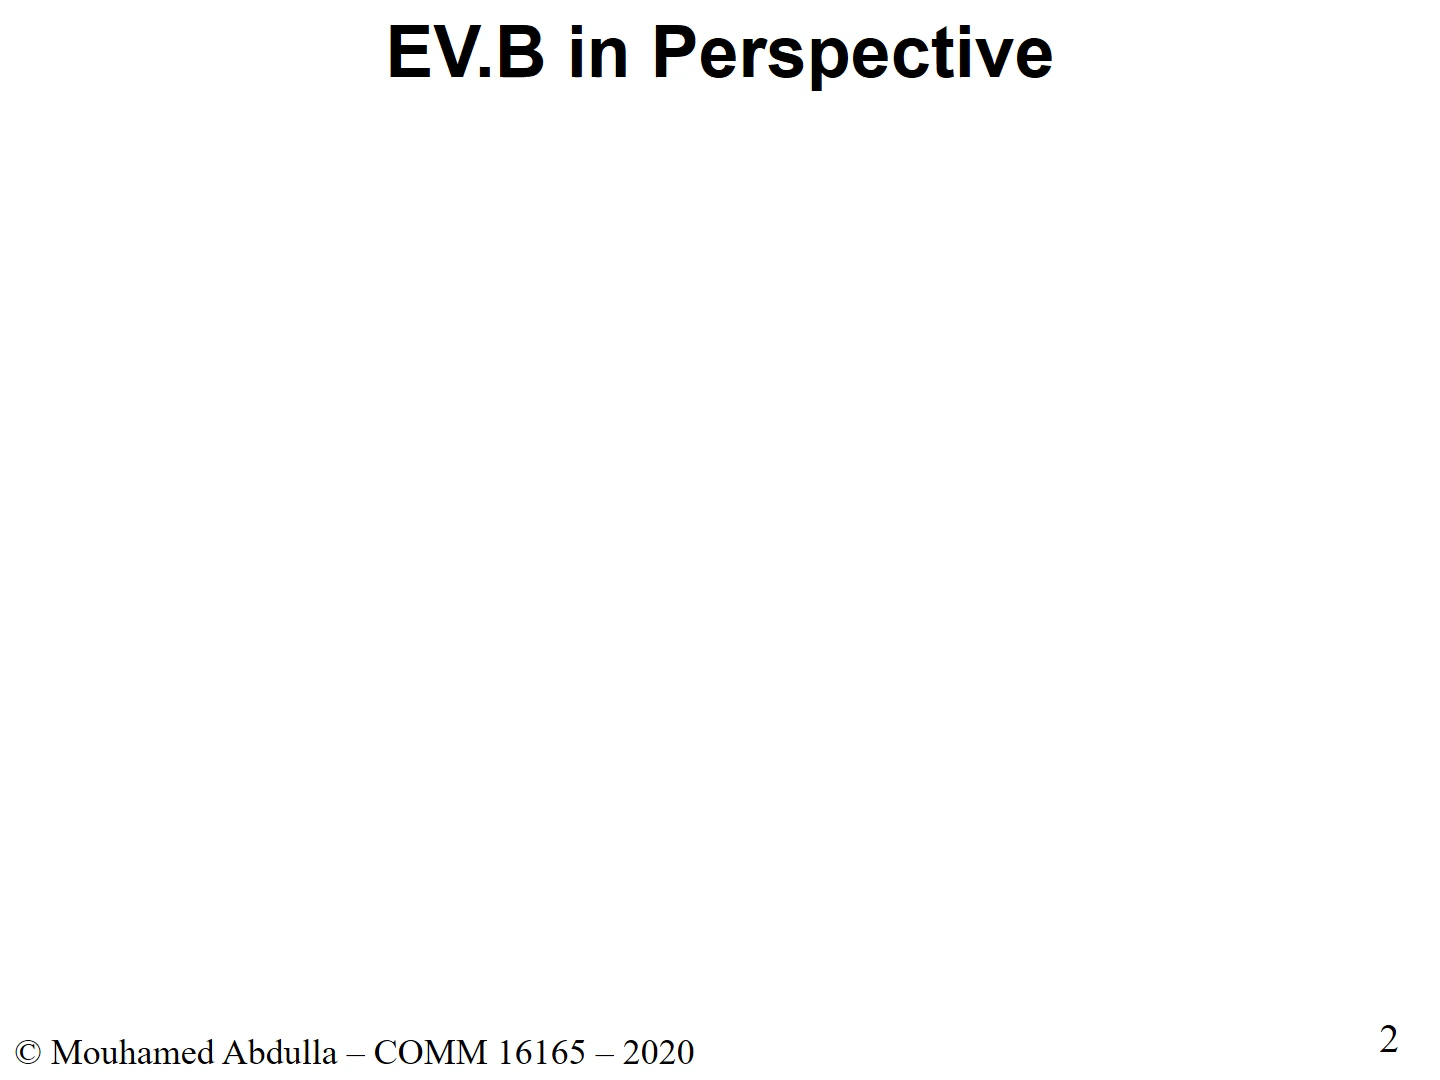 EV.B in Perspective
© Mouhamed Abdulla – COMM 16165 – 2020
2